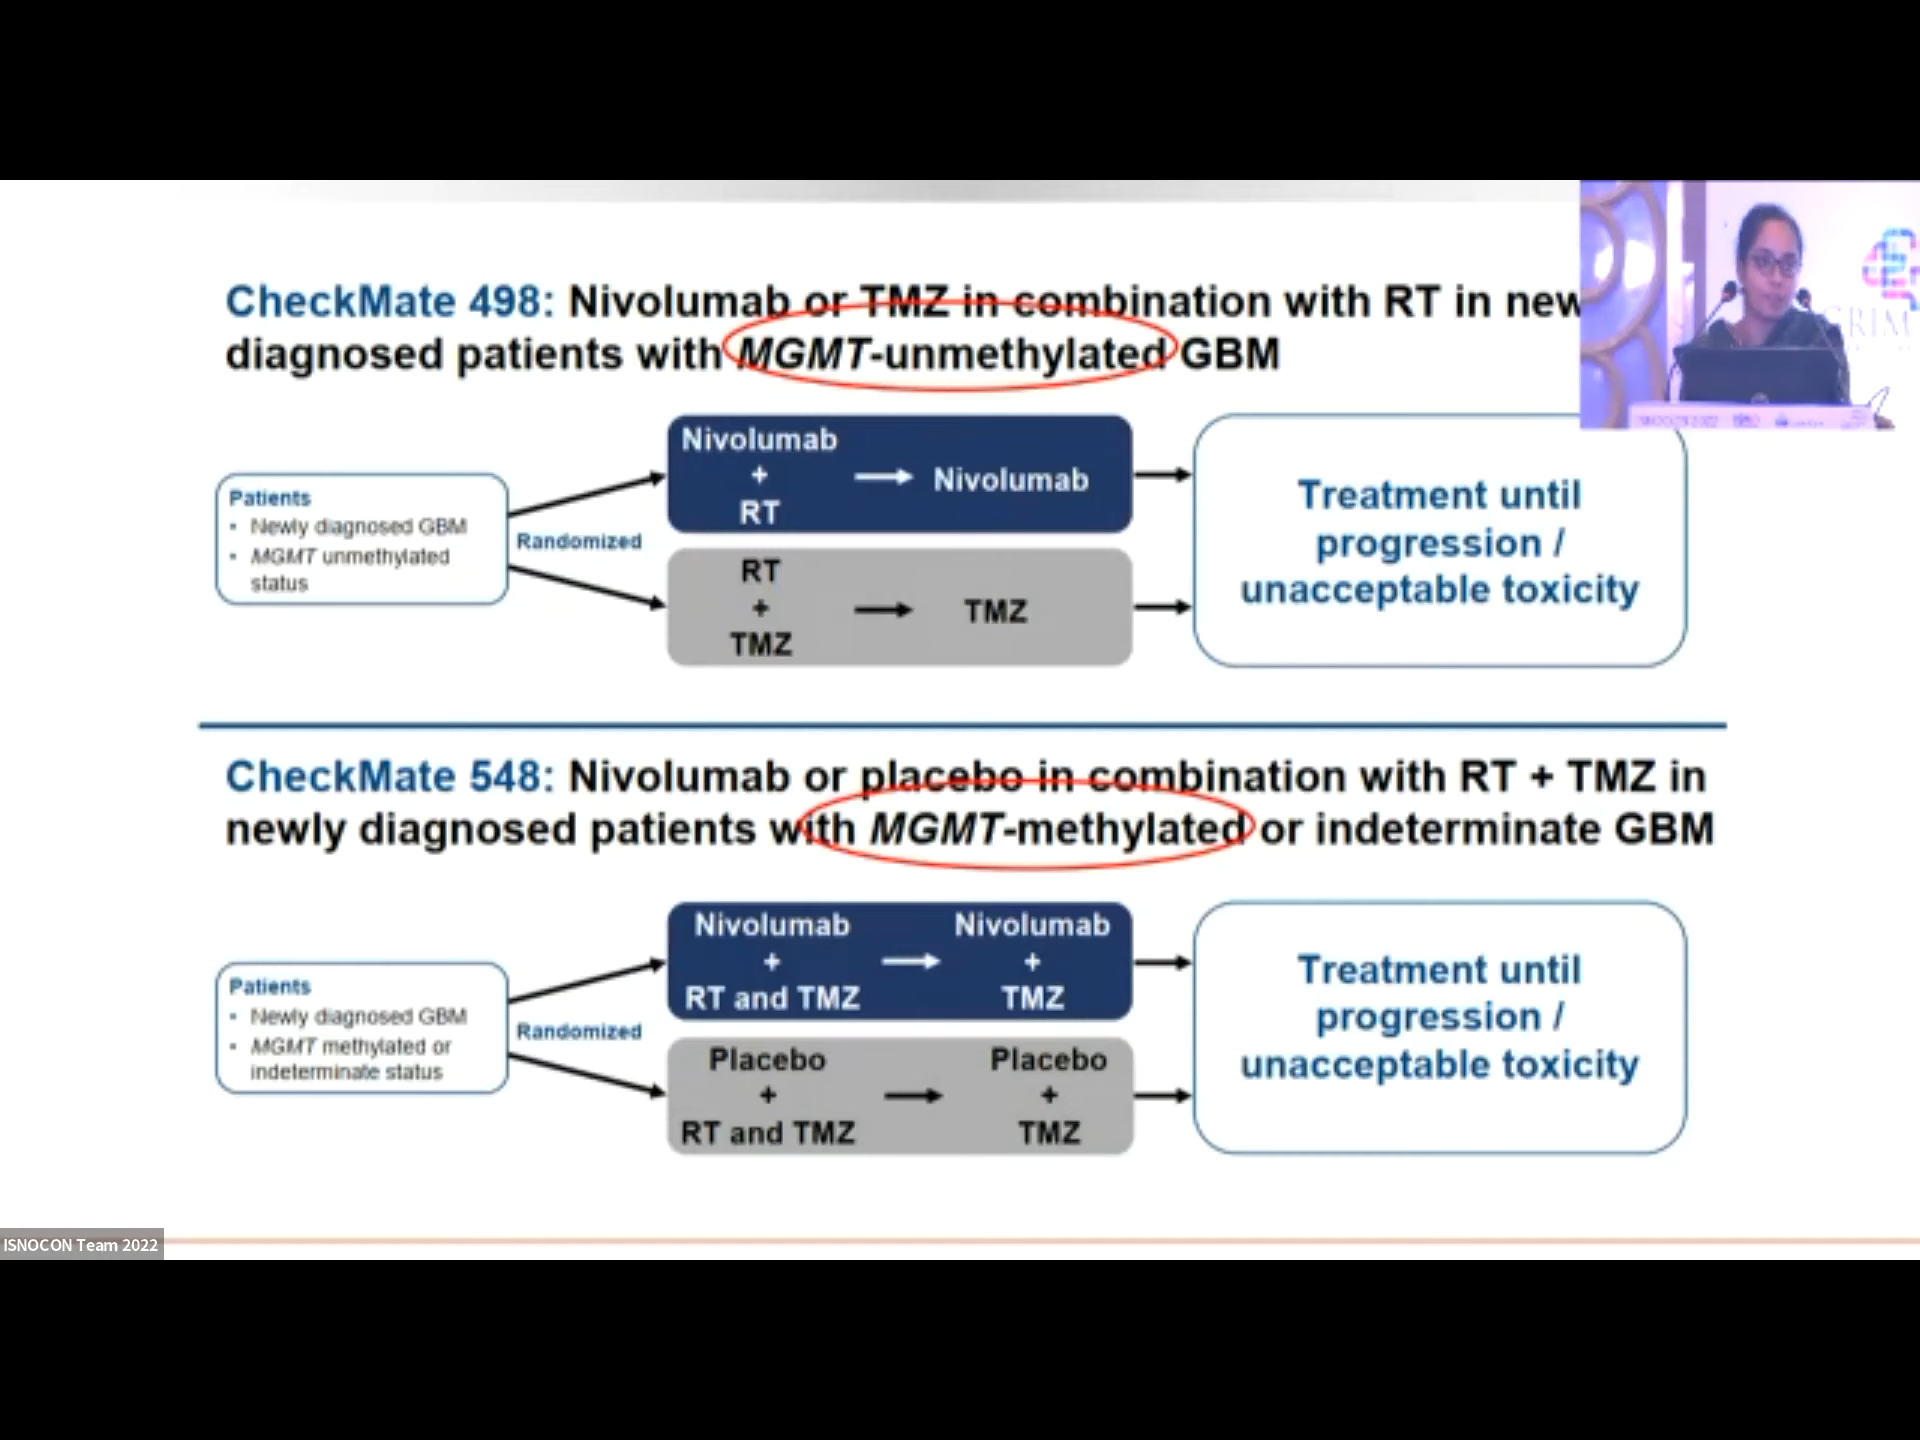 CheckMate 498: Nivolumab or TMZ in combination with RT in new
diagnosed patients with MGMT-unmethylated GBM
Patients
• Newly diagnosed GBM
• MGMT unmethylated
status
Randomized
Nivolumab
+
RT
Nivolumab
RT
+
TMZ
TMZ
Treatment until
progression /
unacceptable toxicity
CheckMate 548: Nivolumab or placebo in combination with RT + TMZ in
newly diagnosed patients with MGMT-methylated or indeterminate GBM
Patients
• Newly diagnosed GBM
• MGMT methylated or
indeterminate status
Randomized
Nivolumab
+
RT and TMZ
Nivolumab
+
TMZ
Placebo
+
RT and TMZ
Placebo
+
TMZ
Treatment until
progression /
unacceptable toxicity
GRIM
ISNOCON 2022
ISNOCON Team 2022